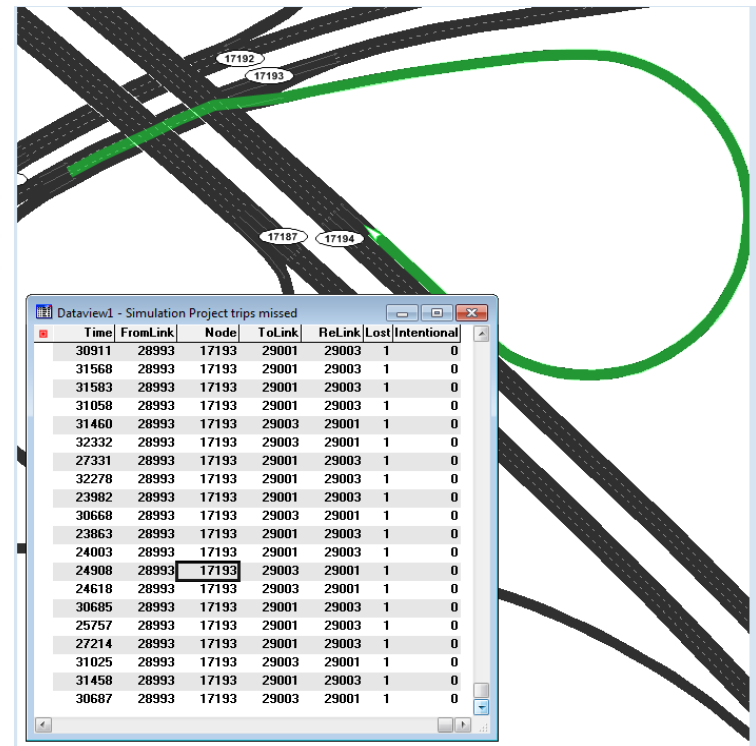 17192
17193
17187
17194
Dataview1 - Simulation Project trips missed
Time FromLink Node ToLink ReLink Lost Intentional
30911 28993 17193 29001 29003 1 0
31568 28993 17193 29001 29003 1 0
31583 28993 17193 29001 29003 1 0
31058 28993 17193 29001 29003 1 0
31460 28993 17193 29003 29001 1 0
32332 28993 17193 29003 29001 1 0
27331 28993 17193 29001 29003 1 0
32278 28993 17193 29001 29003 1 0
23982 28993 17193 29001 29003 1 0
30668 28993 17193 29003 29001 1 0
23863 28993 17193 29001 29003 1 0
24003 28993 17193 29001 29003 1 0
24908 28993 17193 29003 29001 1 0
24618 28993 17193 29003 29001 1 0
30685 28993 17193 29001 29003 1 0
25757 28993 17193 29001 29003 1 0
27214 28993 17193 29001 29003 1 0
31025 28993 17193 29003 29001 1 0
31458 28993 17193 29001 29003 1 0
30687 28993 17193 29003 29001 1 0